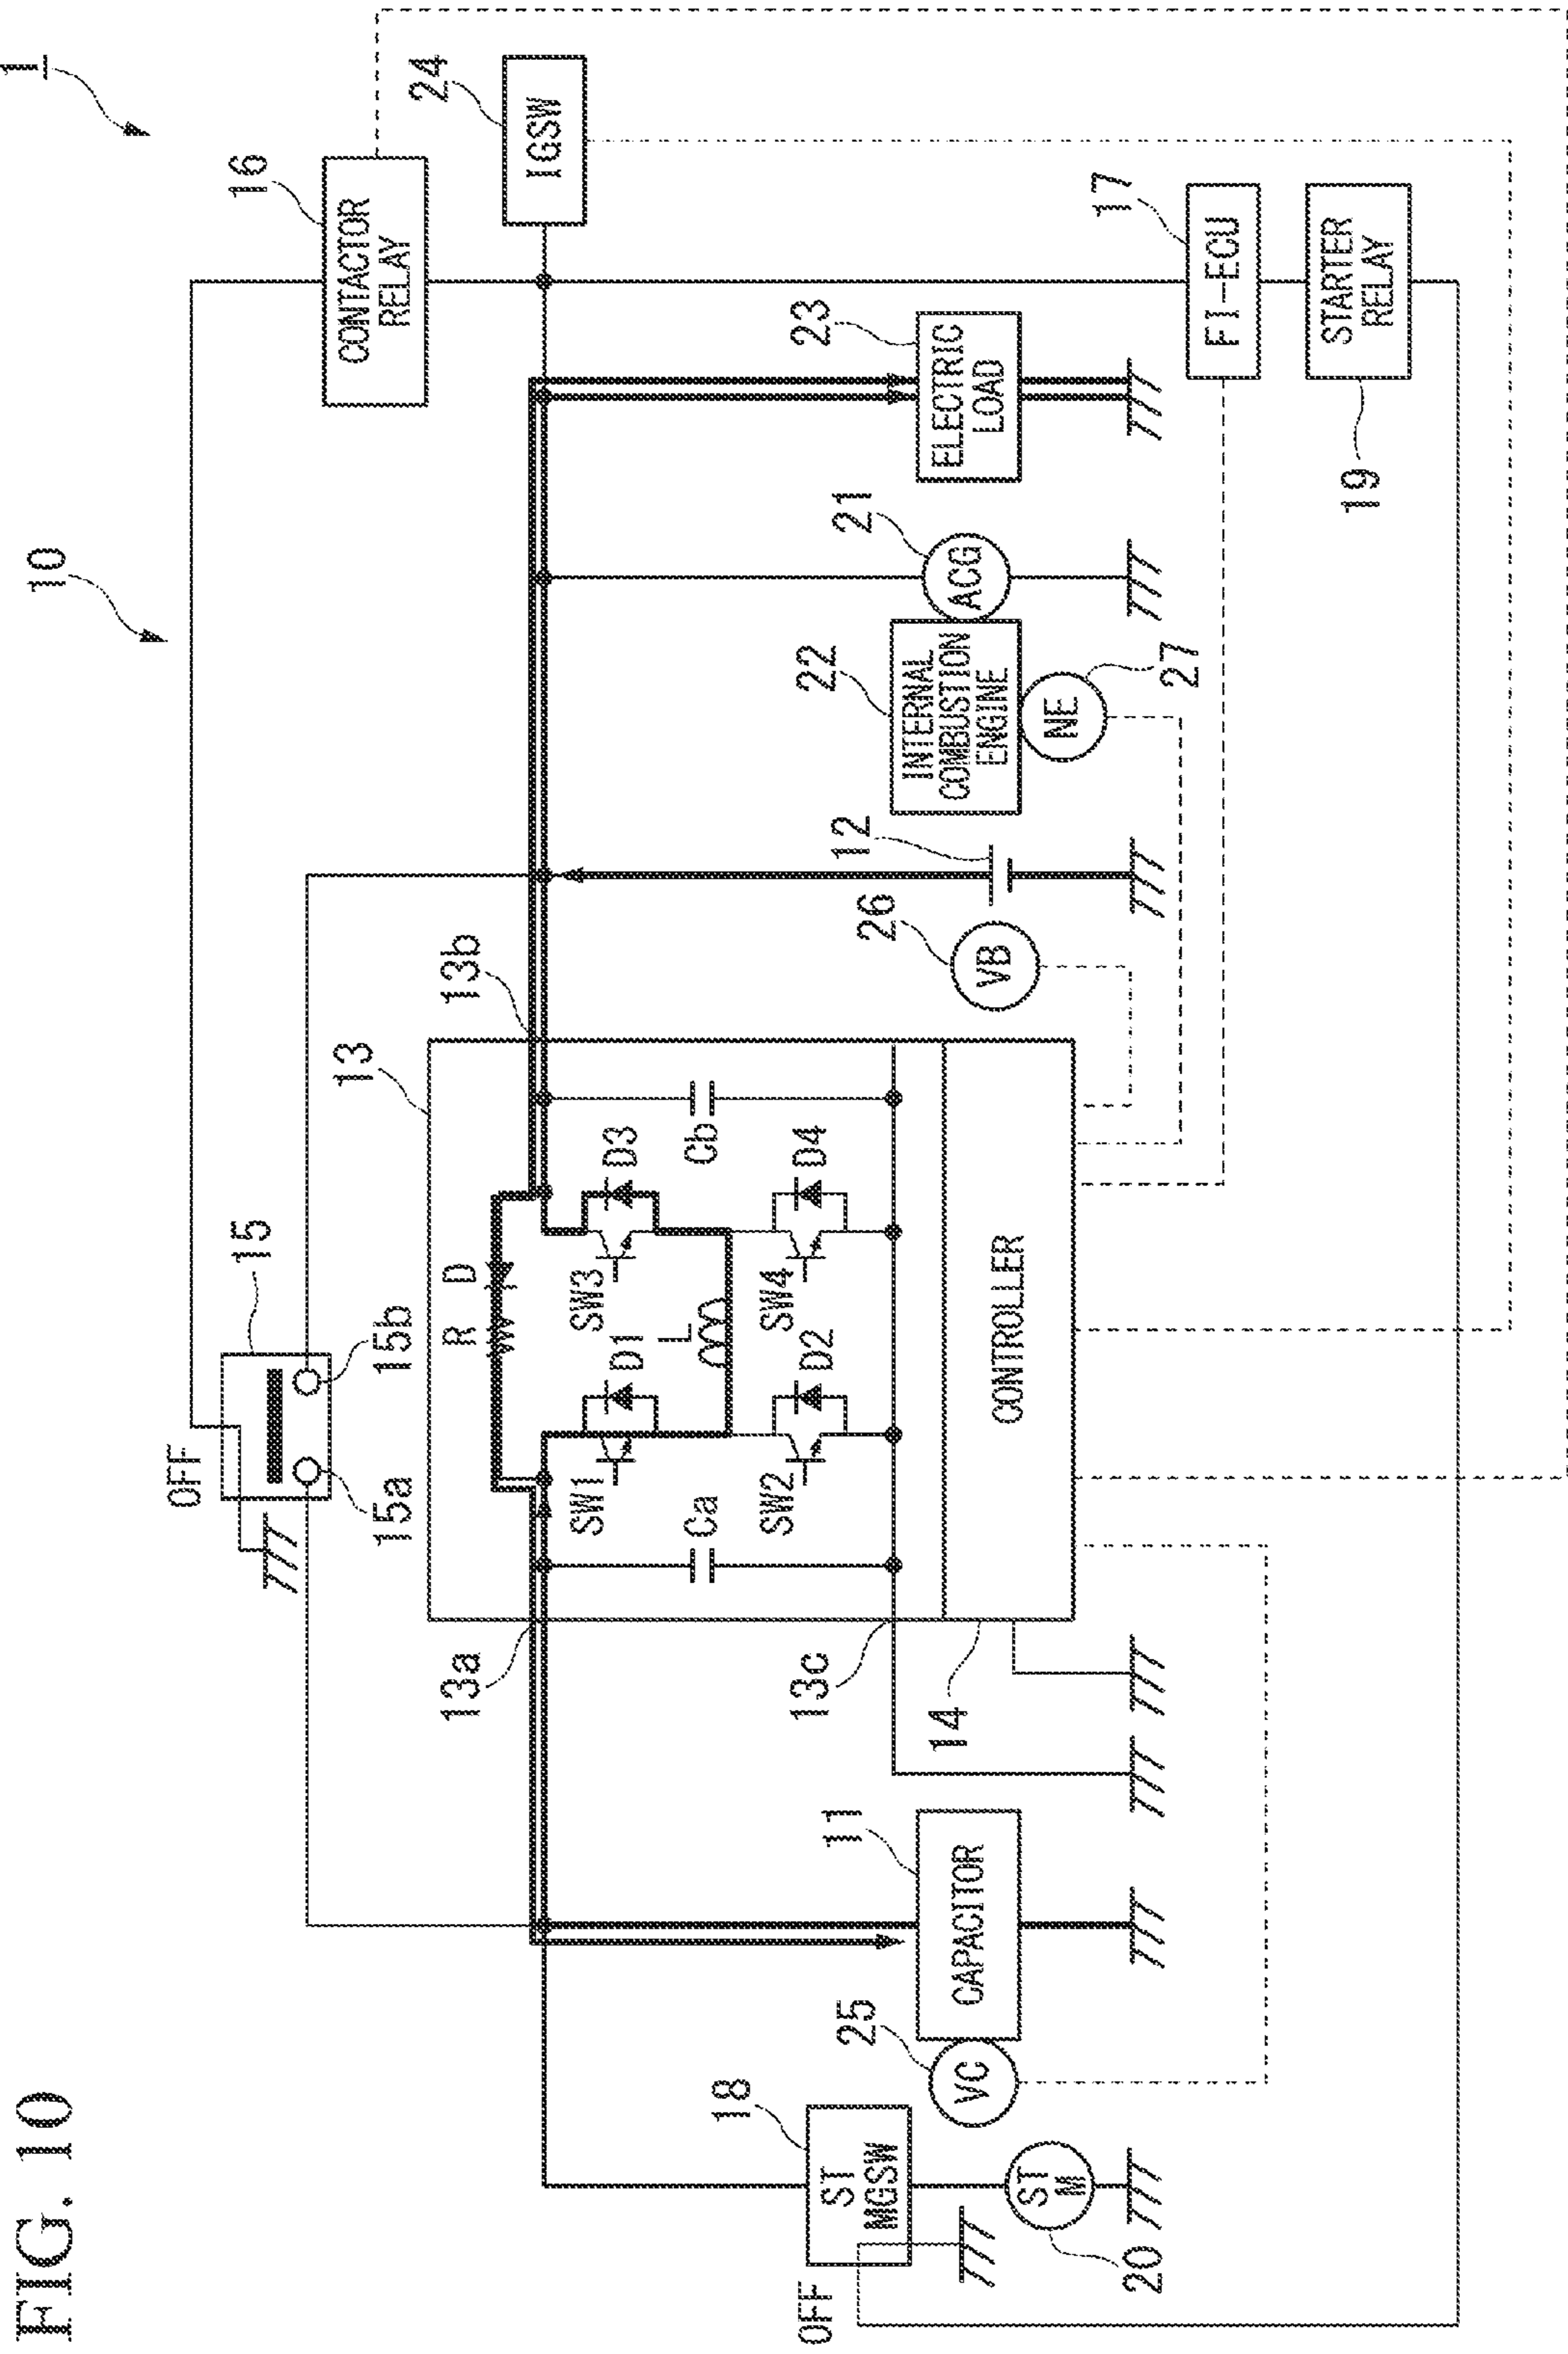 FIG. 10
1
10
OFF
15
15a
15b
16
CONTACTOR
RELAY
24
IGSW
13
13a
13b
13c
R
D
SW1
D1
SW3
D3
L
SW2
D2
SW4
D4
Ca
Cb
14
CONTROLLER
11
CAPACITOR
25
VC
18
ST
MGSW
OFF
20
ST
M
26
VB
12
22
INTERNAL
COMBUSTION
ENGINE
21
ACG
27
NE
23
ELECTRIC
LOAD
17
FI-ECU
19
STARTER
RELAY